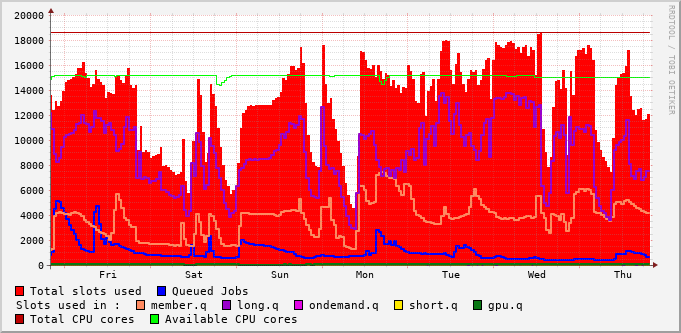 20000
18000
16000
14000
12000
10000
8000
6000
4000
2000
0
Fri Sat Sun Mon Tue Wed Thu
RRDTOOL / TOBI OETIKER
Total slots used Queued Jobs
Slots used in : member.q long.q ondemand.q short.q gpu.q
Total CPU cores Available CPU cores